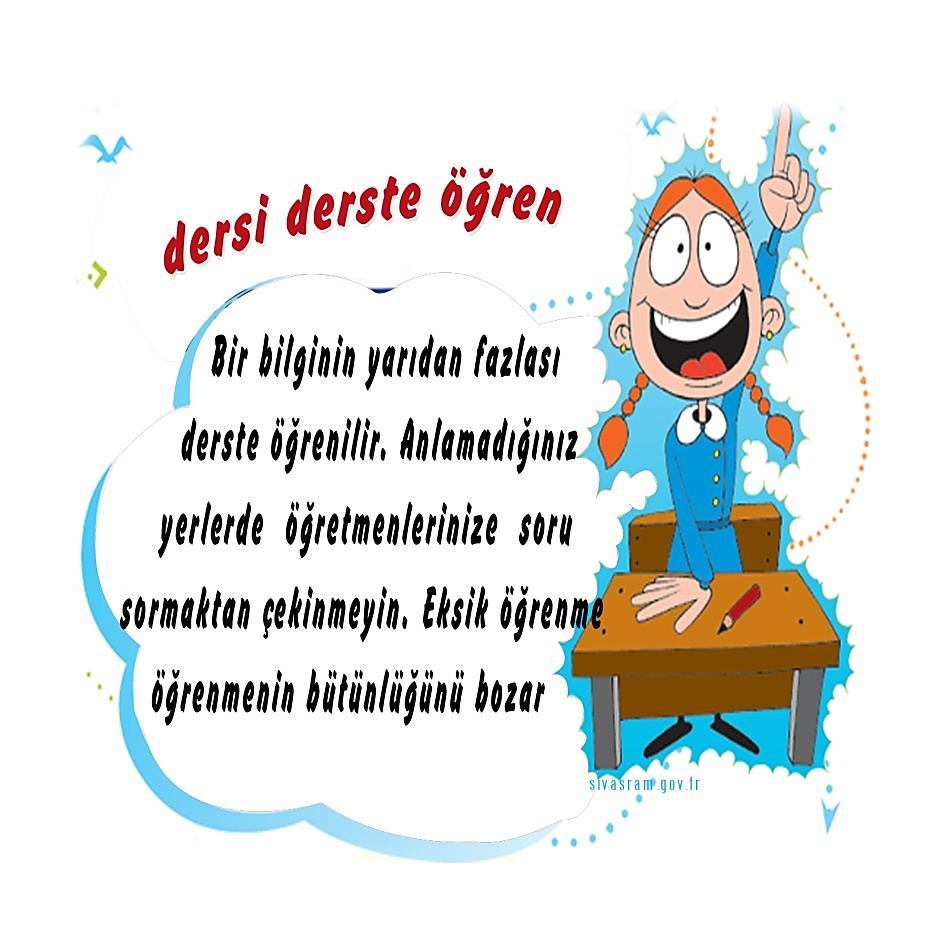 dersi derste öğren
Bir bilginin yarıdan fazlası
derste öğrenilir. Anlamadığınız
yerlerde öğretmenlerinize soru
sormaktan çekinmeyin. Eksik öğrenme
öğrenmenin bütünlüğünü bozar
sivasram.gov.tr